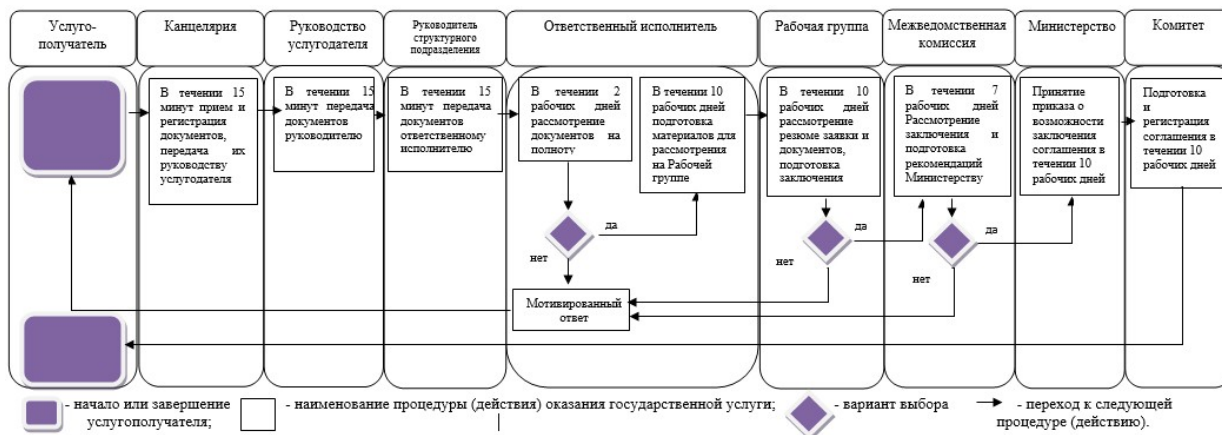 Услуго-
получатель
Канцелярия
Руководство
услугодателя
Руководитель
структурного
подразделения
Ответственный исполнитель
Рабочая группа
Межведомственная
комиссия
Министерство
Комитет
В течении 15
минут прием и
регистрация
документов,
передача их
руководству
услугодателя
В течении 15
минут передача
документов
руководителю
В течении 15
минут передача
документов
ответственному
исполнителю
В течении 2
рабочих дней
рассмотрение
документов на
полноту
В течении 10
рабочих дней
подготовка
материалов для
рассмотрения
на Рабочей
группе
В течении 10
рабочих дней
рассмотрение
резюме заявки и
документов,
подготовка
заключения
В течении 7
рабочих дней
Рассмотрение
заключения и
подготовка
рекомендаций
Министерству
Принятие
приказа о
возможности
заключения
соглашения в
течении 10
рабочих дней
Подготовка
и
регистрация
соглашения в
течении 10
рабочих дней
да
нет
да
нет
да
нет
Мотивированный
ответ
- начало или завершение
услугополучателя;
- наименование процедуры (действия) оказания государственной услуги;
- вариант выбора
- переход к следующей
процедуре (действию).